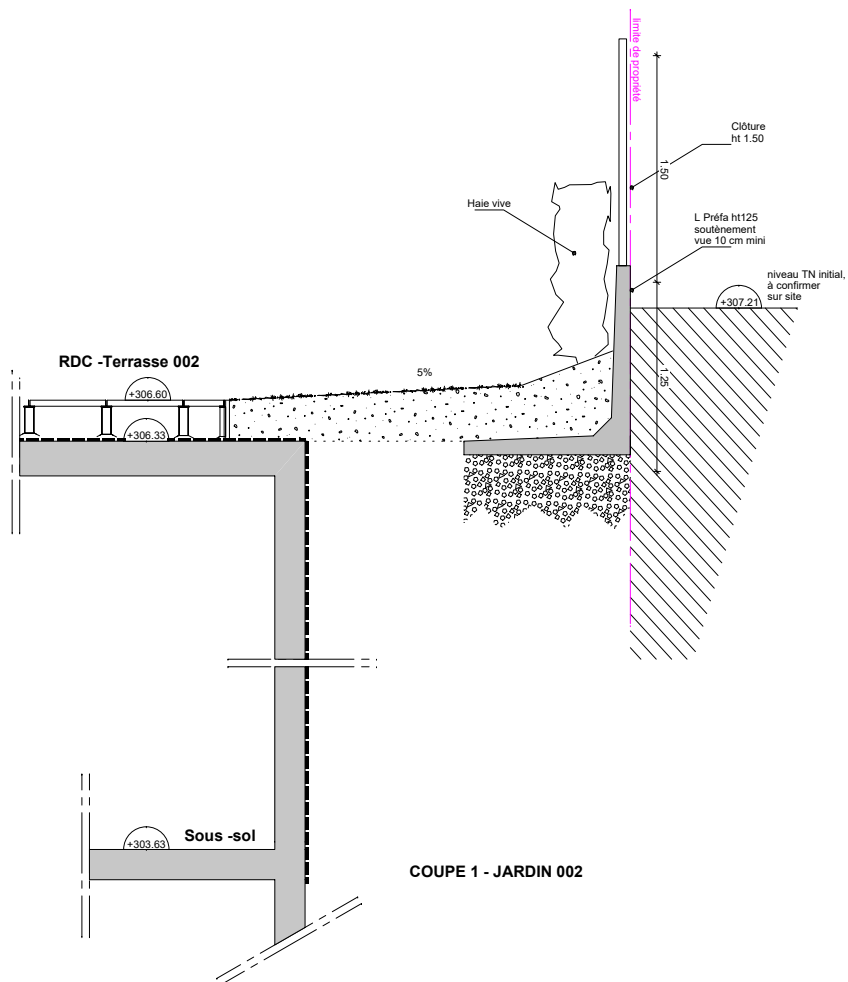 limite de propriété
Clôture
ht 1.50
1.50
Haie vive
L Préfa ht125
soutènement
vue 10 cm mini
niveau TN initial,
à confirmer
sur site
+307.21
RDC -Terrasse 002
5%
1.25
+306.60
+306.33
Sous -sol
+303.63
COUPE 1 - JARDIN 002